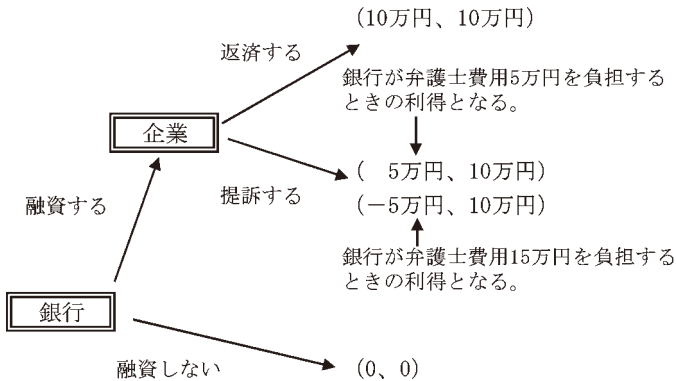 （10万円、10万円）
返済する
銀行が弁護士費用5万円を負担する
ときの利得となる。
企業
（　5万円、10万円）
提訴する
（－5万円、10万円）
融資する
銀行が弁護士費用15万円を負担する
ときの利得となる。
銀行
融資しない
（0、0）